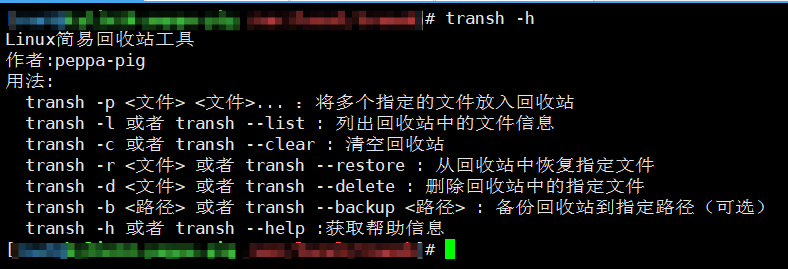 # transh -h
Linux简易回收站工具
作者:peppa-pig
用法:
transh -p <文件> <文件>... : 将多个指定的文件放入回收站
transh -l 或者 transh --list : 列出回收站中的文件信息
transh -c 或者 transh --clear : 清空回收站
transh -r <文件> 或者 transh --restore : 从回收站中恢复指定文件
transh -d <文件> 或者 transh --delete : 删除回收站中的指定文件
transh -b <路径> 或者 transh --backup <路径> : 备份回收站到指定路径（可选）
transh -h 或者 transh --help :获取帮助信息
[ #